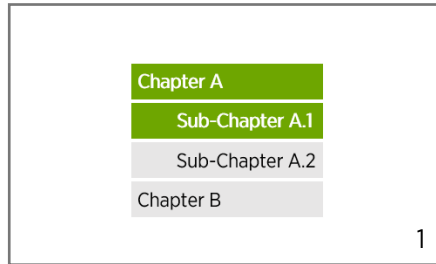 Chapter A
Sub-Chapter A.1
Sub-Chapter A.2
Chapter B
1